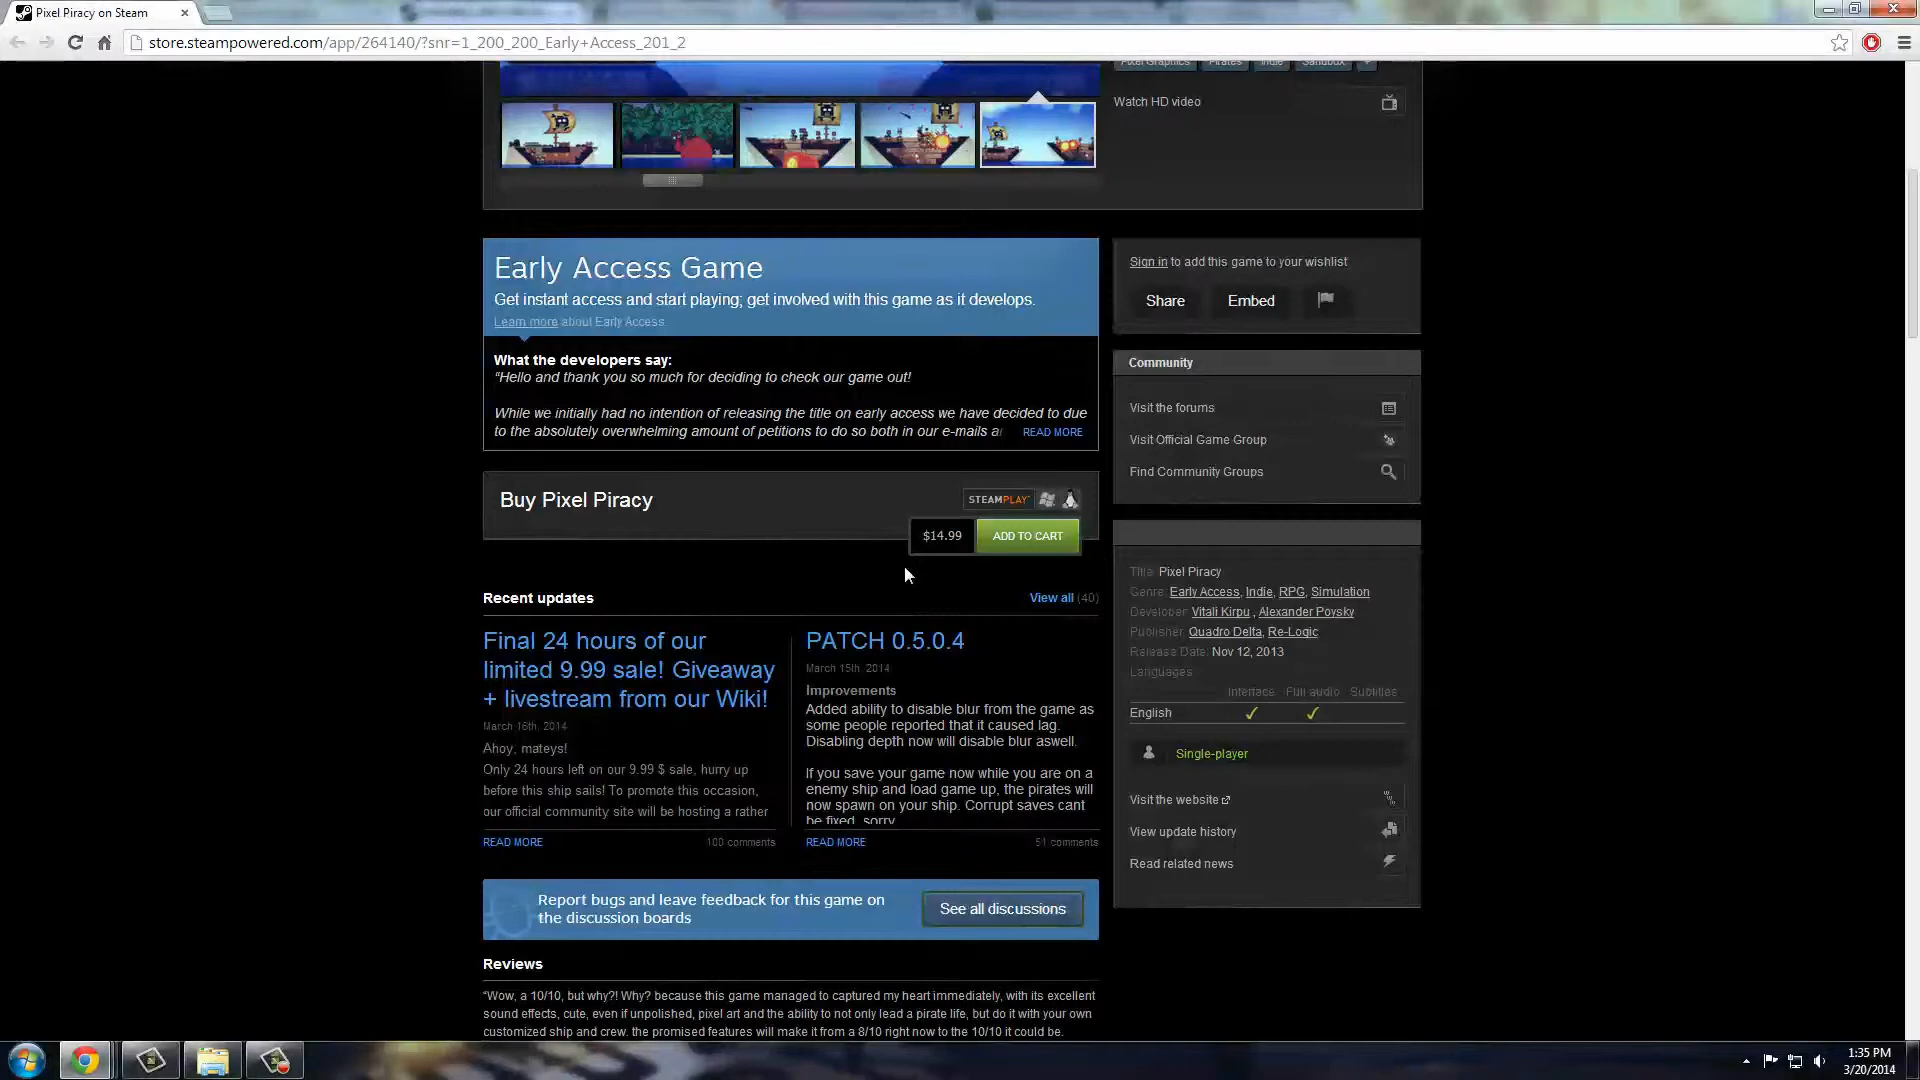 Pixel Piracy on Steam
store.steampowered.com/app/264140/?snr=1_200_200_Early+Access_201_2
Pixel Graphics Pirates Indie Sandbox +
Watch HD video
Early Access Game
Get instant access and start playing; get involved with this game as it develops.
Learn more about Early Access
What the developers say:
“Hello and thank you so much for deciding to check our game out!
While we initially had no intention of releasing the title on early access we have decided to due
to the absolutely overwhelming amount of petitions to do so both in our e-mails a
READ MORE
Sign in to add this game to your wishlist
Share Embed
Community
Visit the forums
Visit Official Game Group
Find Community Groups
Buy Pixel Piracy
STEAMPLAY
$14.99 ADD TO CART
Title: Pixel Piracy
Genre: Early Access, Indie, RPG, Simulation
Developer: Vitali Kirpu , Alexander Poysky
Publisher: Quadro Delta, Re-Logic
Release Date: Nov 12, 2013
Languages:
Interface Full audio Subtitles
English ✓ ✓
Single-player
Visit the website
View update history
Read related news
Recent updates
View all (40)
Final 24 hours of our
limited 9.99 sale! Giveaway
+ livestream from our Wiki!
March 16th, 2014
Ahoy, mateys!
Only 24 hours left on our 9.99 $ sale, hurry up
before this ship sails! To promote this occasion,
our official community site will be hosting a rather
READ MORE 100 comments
PATCH 0.5.0.4
March 15th, 2014
Improvements
Added ability to disable blur from the game as
some people reported that it caused lag.
Disabling depth now will disable blur aswell.
If you save your game now while you are on a
enemy ship and load game up, the pirates will
now spawn on your ship. Corrupt saves cant
be fixed, sorry
READ MORE 51 comments
Report bugs and leave feedback for this game on
the discussion boards
See all discussions
Reviews
“Wow, a 10/10, but why?! Why? because this game managed to captured my heart immediately, with its excellent
sound effects, cute, even if unpolished, pixel art and the ability to not only lead a pirate life, but do it with your own
customized ship and crew. the promised features will make it from a 8/10 right now to the 10/10 it could be.
1:35 PM
3/20/2014